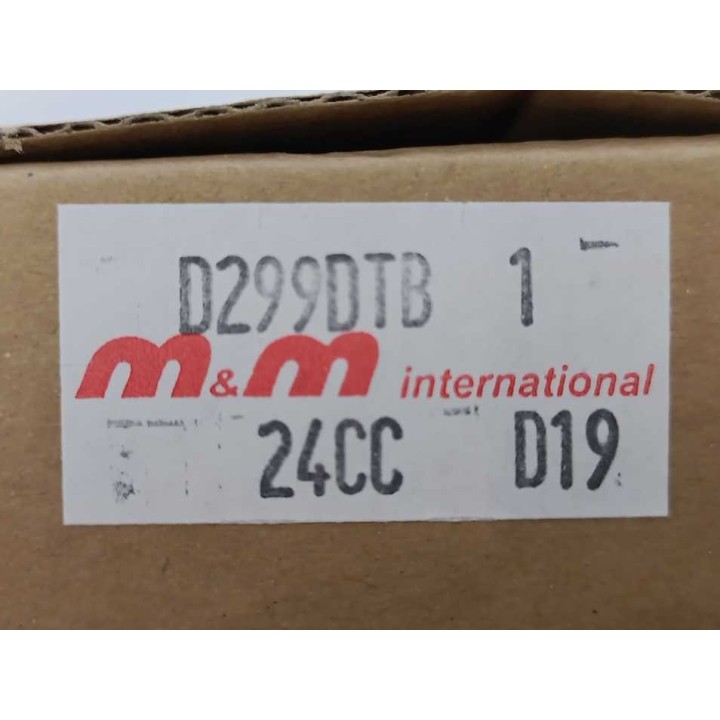 D299DTB 1
m&m international
24CC D19